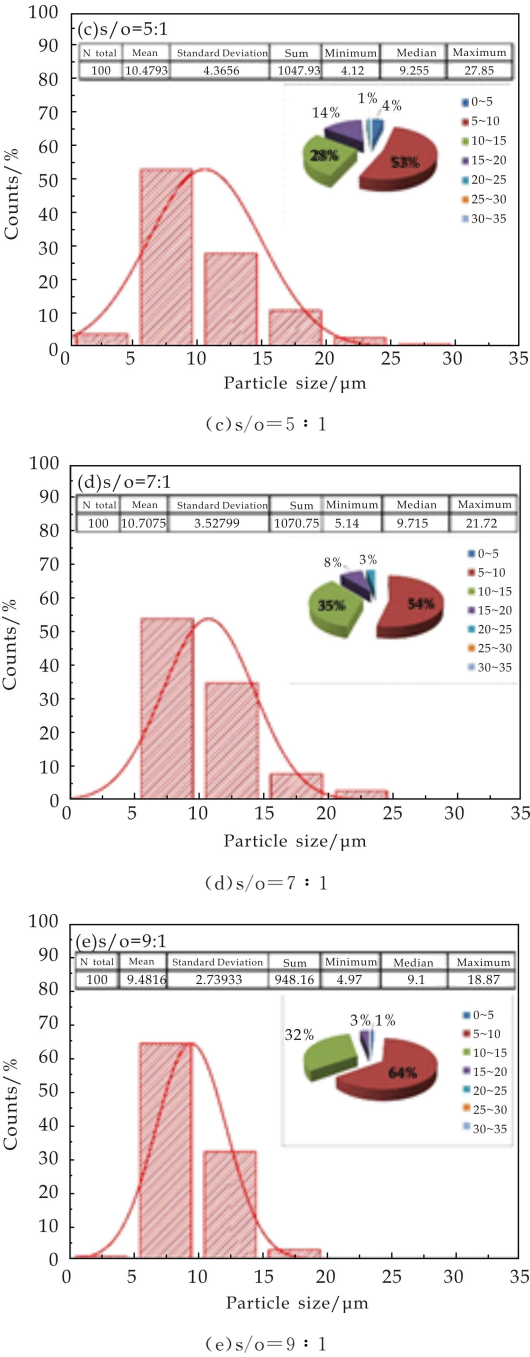 100
(c)s/o=5:1
90
N total Mean Standard Deviation Sum Minimum Median Maximum
100 10.4793 4.3656 1047.93 4.12 9.255 27.85
80
70
60
50
40
30
20
10
0
Counts/%
1% 4%
14%
28%
53%
0~5
5~10
10~15
15~20
20~25
25~30
30~35
0 5 10 15 20 25 30 35
Particle size/μm
(c)s/o=5∶1
100
(d)s/o=7:1
90
N total Mean Standard Deviation Sum Minimum Median Maximum
100 10.7075 3.52799 1070.75 5.14 9.715 21.72
80
70
60
50
40
30
20
10
0
Counts/%
8% 3%
35%
54%
0~5
5~10
10~15
15~20
20~25
25~30
30~35
0 5 10 15 20 25 30 35
Particle size/μm
(d)s/o=7∶1
100
(e)s/o=9:1
90
N total Mean Standard Deviation Sum Minimum Median Maximum
100 9.4816 2.73933 948.16 4.97 9.1 18.87
80
70
60
50
40
30
20
10
0
Counts/%
32% 3% 1%
64%
0~5
5~10
10~15
15~20
20~25
25~30
30~35
0 5 10 15 20 25 30 35
Particle size/μm
(e)s/o=9∶1